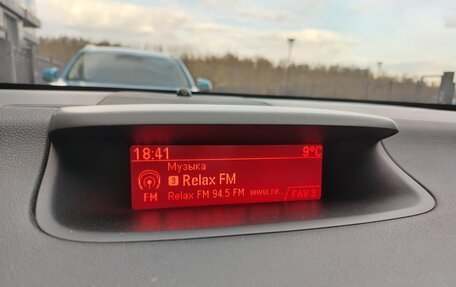 18:41 9°C
Музыка
3 Relax FM
FM Relax FM 94.5 FM www.re... FAV 3